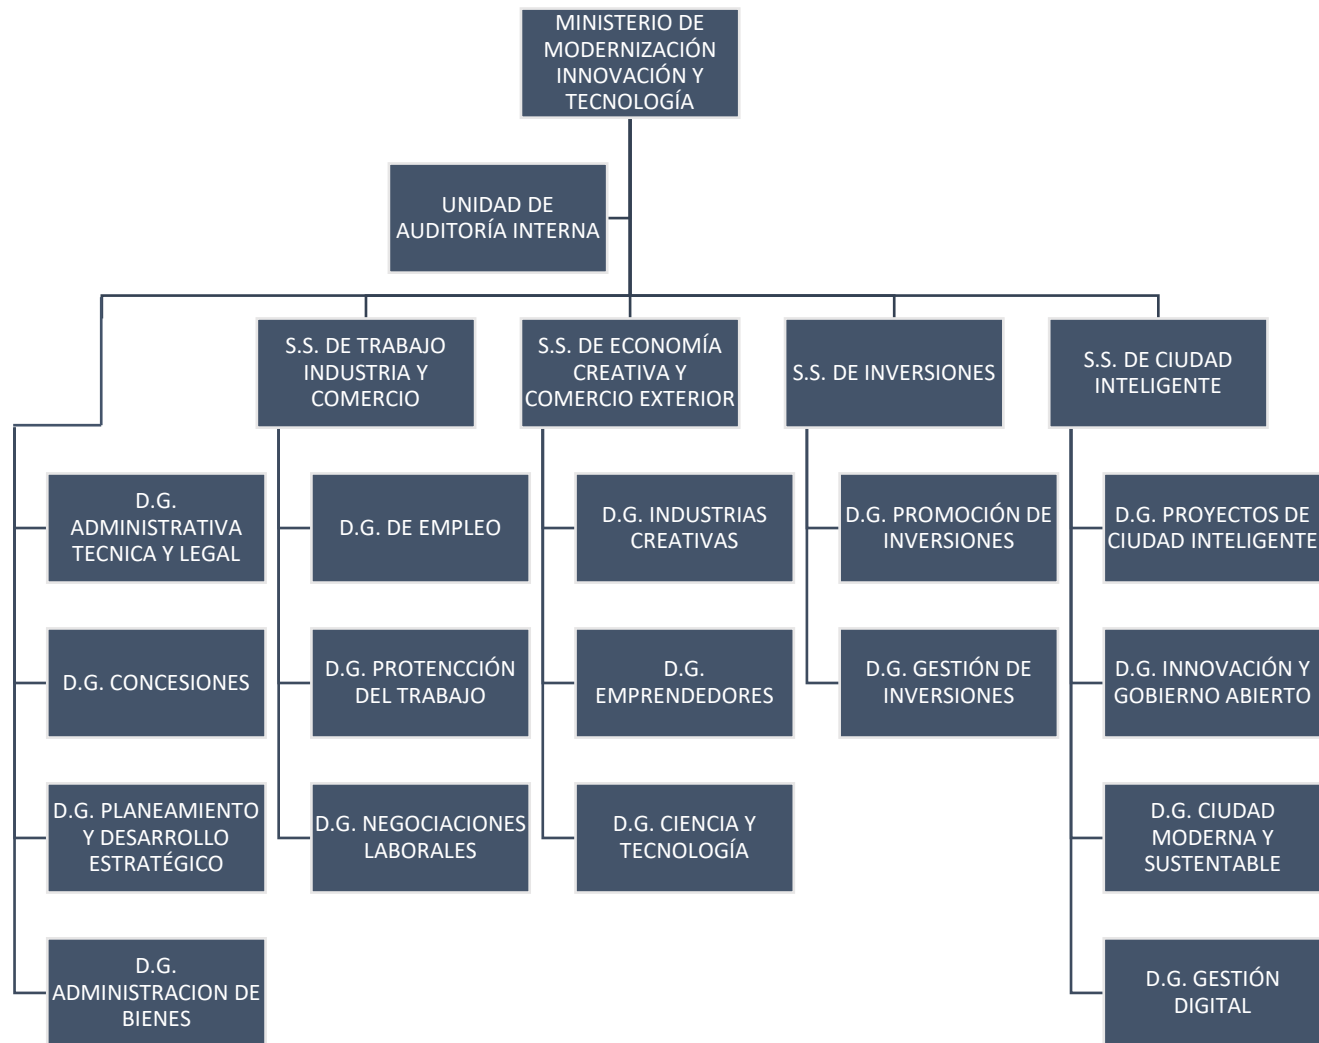 MINISTERIO DE
MODERNIZACIÓN
INNOVACIÓN Y
TECNOLOGÍA
UNIDAD DE
AUDITORÍA INTERNA
S.S. DE TRABAJO
INDUSTRIA Y
COMERCIO
S.S. DE ECONOMÍA
CREATIVA Y
COMERCIO EXTERIOR
S.S. DE INVERSIONES
S.S. DE CIUDAD
INTELIGENTE
D.G.
ADMINISTRATIVA
TECNICA Y LEGAL
D.G. DE EMPLEO
D.G. INDUSTRIAS
CREATIVAS
D.G. PROMOCIÓN DE
INVERSIONES
D.G. PROYECTOS DE
CIUDAD INTELIGENTE
D.G. CONCESIONES
D.G. PROTENCCIÓN
DEL TRABAJO
D.G.
EMPRENDEDORES
D.G. GESTIÓN DE
INVERSIONES
D.G. INNOVACIÓN Y
GOBIERNO ABIERTO
D.G. PLANEAMIENTO
Y DESARROLLO
ESTRATÉGICO
D.G. NEGOCIACIONES
LABORALES
D.G. CIENCIA Y
TECNOLOGÍA
D.G. CIUDAD
MODERNA Y
SUSTENTABLE
D.G.
ADMINISTRACION DE
BIENES
D.G. GESTIÓN
DIGITAL